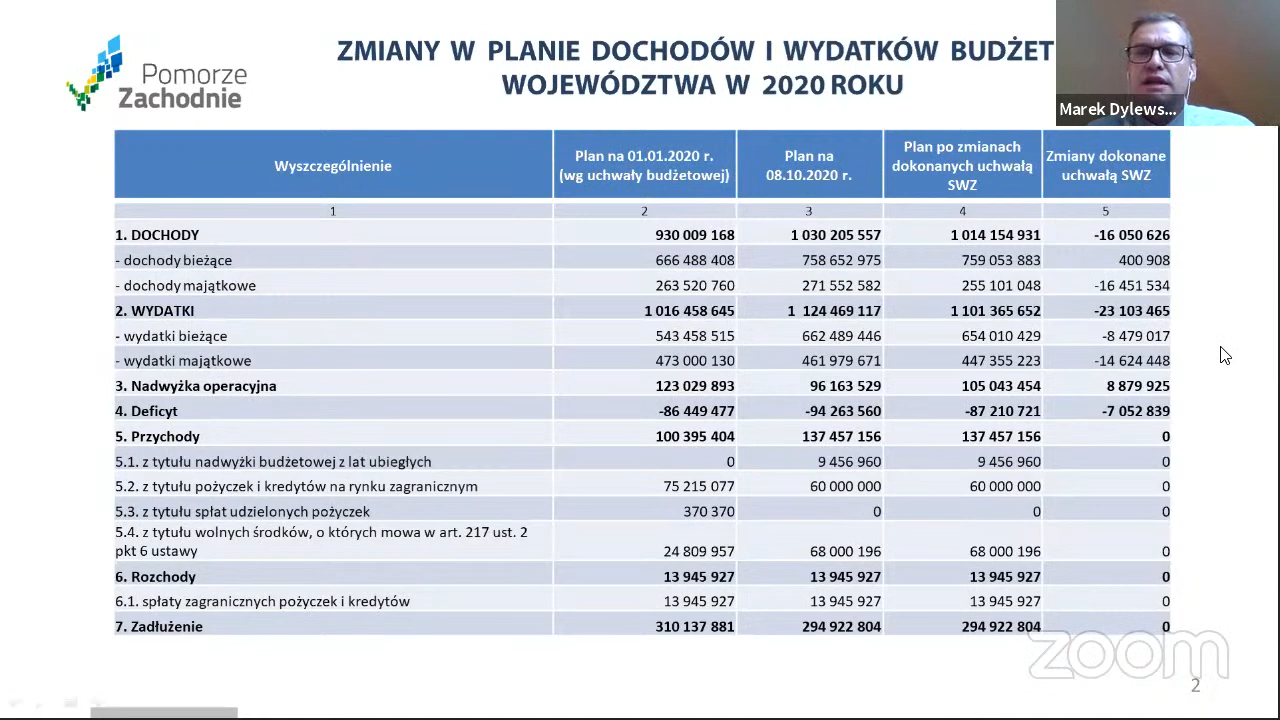 Pomorze
Zachodnie
ZMIANY W PLANIE DOCHODÓW I WYDATKÓW BUDŻET
WOJEWÓDZTWA W 2020 ROKU
Marek Dylews...
Wyszczególnienie
Plan na 01.01.2020 r.
(wg uchwały budżetowej)
Plan na
08.10.2020 r.
Plan po zmianach
dokonanych uchwałą
SWZ
Zmiany dokonane
uchwałą SWZ
1 2 3 4 5
1. DOCHODY 930 009 168 1 030 205 557 1 014 154 931 -16 050 626
- dochody bieżące 666 488 408 758 652 975 759 053 883 400 908
- dochody majątkowe 263 520 760 271 552 582 255 101 048 -16 451 534
2. WYDATKI 1 016 458 645 1 124 469 117 1 101 365 652 -23 103 465
- wydatki bieżące 543 458 515 662 489 446 654 010 429 -8 479 017
- wydatki majątkowe 473 000 130 461 979 671 447 355 223 -14 624 448
3. Nadwyżka operacyjna 123 029 893 96 163 529 105 043 454 8 879 925
4. Deficyt -86 449 477 -94 263 560 -87 210 721 -7 052 839
5. Przychody 100 395 404 137 457 156 137 457 156 0
5.1. z tytułu nadwyżki budżetowej z lat ubiegłych 0 9 456 960 9 456 960 0
5.2. z tytułu pożyczek i kredytów na rynku zagranicznym 75 215 077 60 000 000 60 000 000 0
5.3. z tytułu spłat udzielonych pożyczek 370 370 0 0 0
5.4. z tytułu wolnych środków, o których mowa w art. 217 ust. 2
pkt 6 ustawy 24 809 957 68 000 196 68 000 196 0
6. Rozchody 13 945 927 13 945 927 13 945 927 0
6.1. spłaty zagranicznych pożyczek i kredytów 13 945 927 13 945 927 13 945 927 0
7. Zadłużenie 310 137 881 294 922 804 294 922 804 0
zoom
2